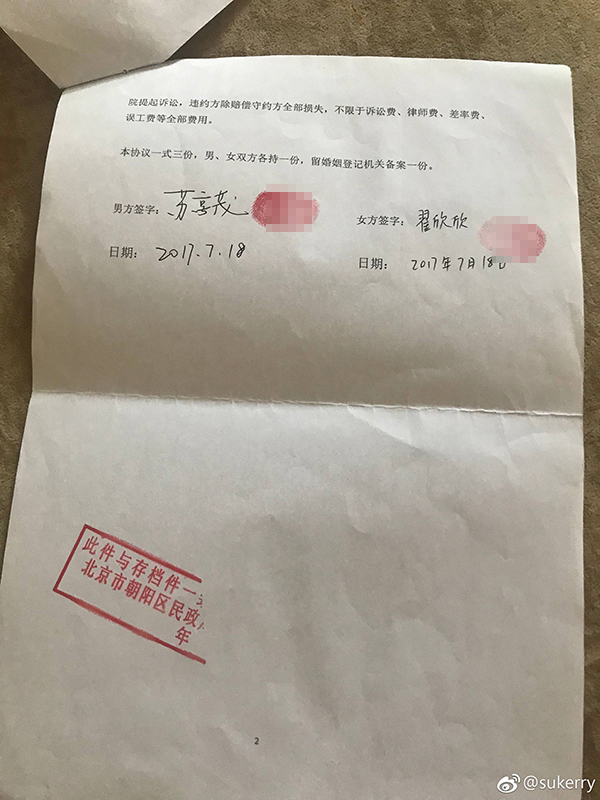 院提起诉讼，违约方除赔偿守约方全部损失，不限于诉讼费、律师费、差率费、
误工费等全部费用。
本协议一式三份，男、女双方各持一份，留婚姻登记机关备案一份。
男方签字：苏享茂
女方签字：翟欣欣
日期： 2017.7.18
日期： 2017年7月18日
此件与存档件一
北京市朝阳区民政
年
2
@sukerry